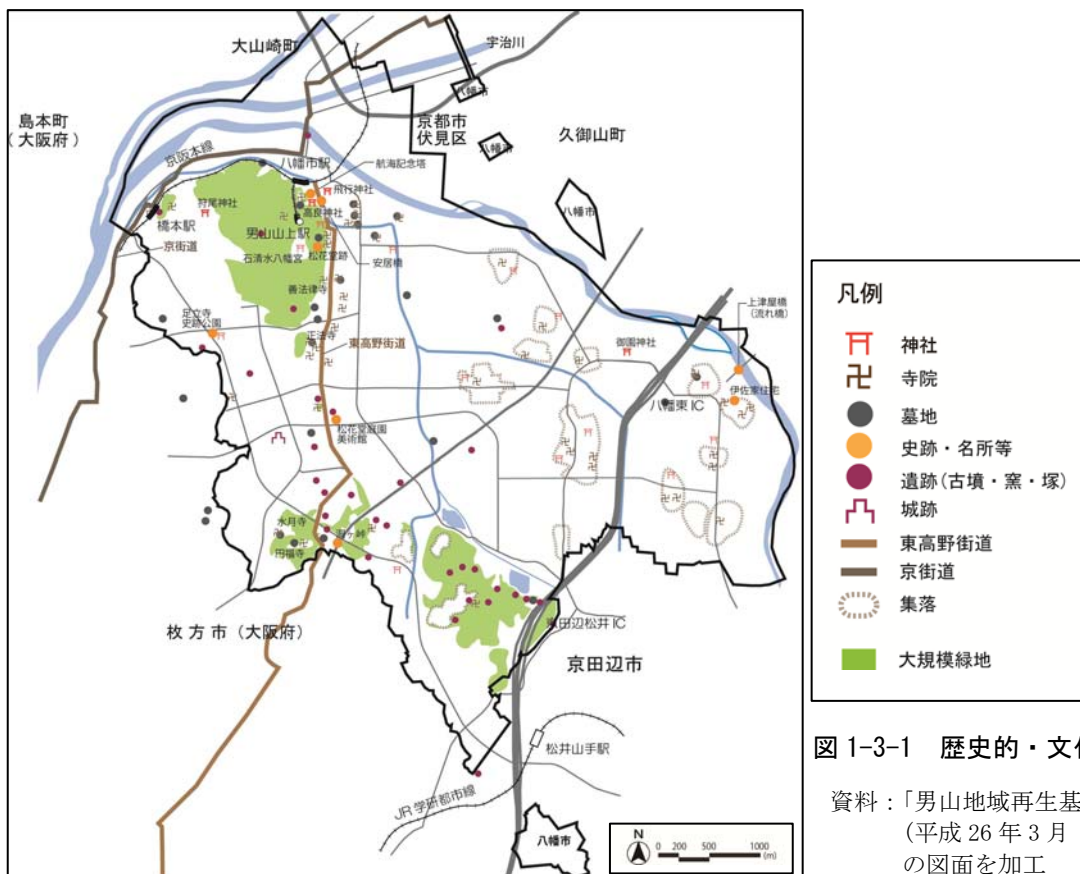 大山崎町
宇治川
八幡市
島本町
(大阪府)
京都市
伏見区
久御山町
八幡市
京阪本線
八幡市駅
航海記念塔
飛行神社
八幡市
狩尾神社
高良神社
橋本駅
男山山上駅
京街道
石清水八幡宮
松花堂跡
安居橋
善法律寺
上津屋橋
(流れ橋)
足立寺
史跡公園
正法寺
東高野街道
御園神社
伊佐家住宅
八幡東IC
松花堂庭園
美術館
水月寺
円福寺
洞ヶ峠
枚方市(大阪府)
京田辺松井IC
京田辺市
松井山手駅
JR学研都市線
八幡市
N
0 200 500 1000
(m)
凡例
神社
寺院
墓地
史跡・名所等
遺跡(古墳・窯・塚)
城跡
東高野街道
京街道
集落
大規模緑地
図 1-3-1 歴史的・文
資料:「男山地域再生基
(平成 26 年 3 月
の図面を加工